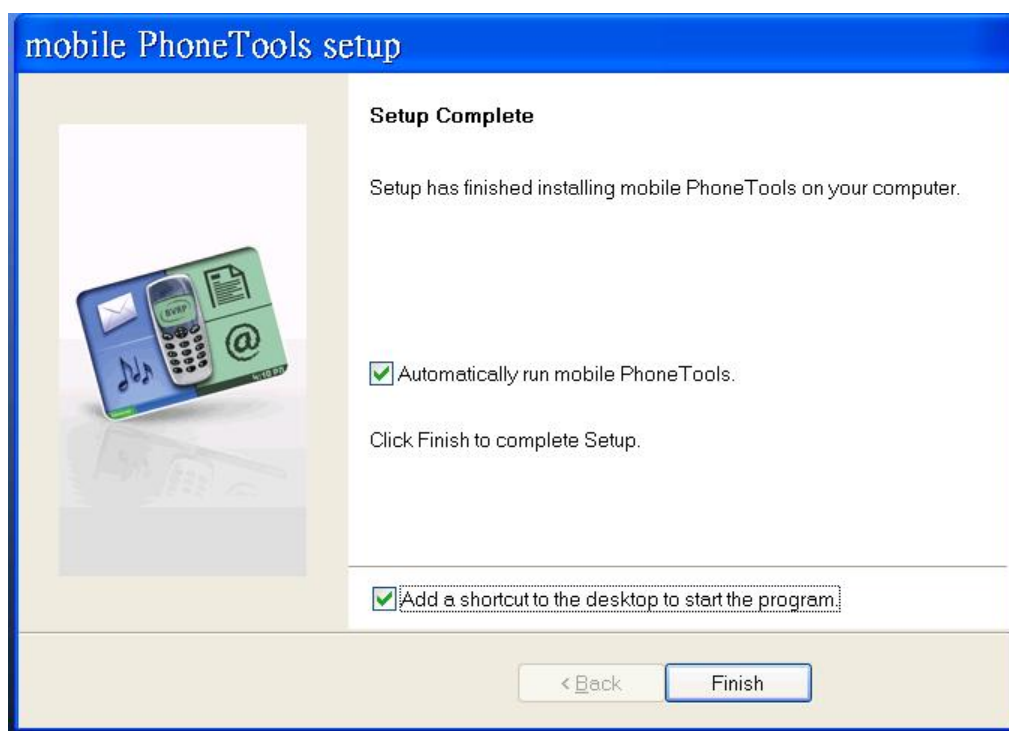 mobile PhoneTools setup
Setup Complete
Setup has finished installing mobile PhoneTools on your computer.
BVRP
@
Automatically run mobile PhoneTools.
Click Finish to complete Setup.
Add a shortcut to the desktop to start the program.
< Back
Finish